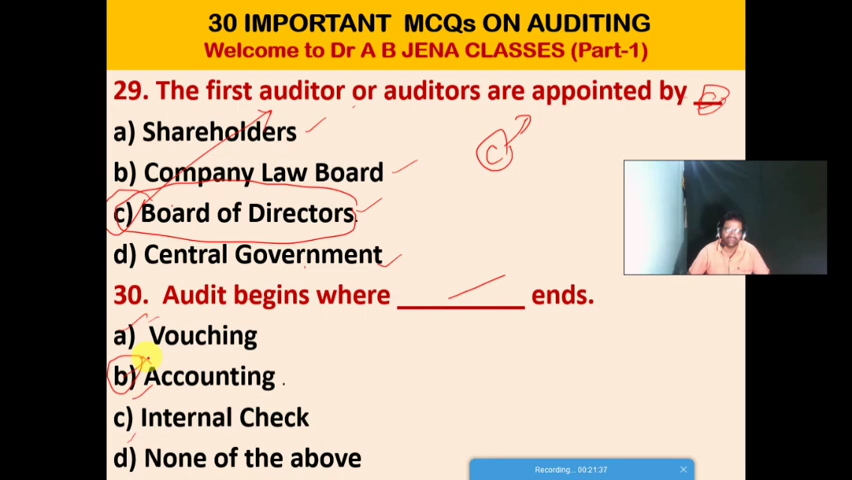 30 IMPORTANT MCQs ON AUDITING
Welcome to Dr A B JENA CLASSES (Part-1)
29. The first auditor or auditors are appointed by __
a) Shareholders
b) Company Law Board
c) Board of Directors
d) Central Government
30. Audit begins where __________ ends.
a) Vouching
b) Accounting
c) Internal Check
d) None of the above
C
Recording... 00:21:37